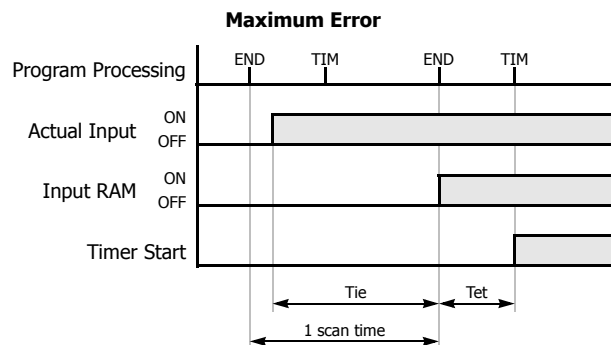 Maximum Error
Program Processing
END TIM END TIM
Actual Input
ON
OFF
Input RAM
ON
OFF
Timer Start
Tie Tet
1 scan time